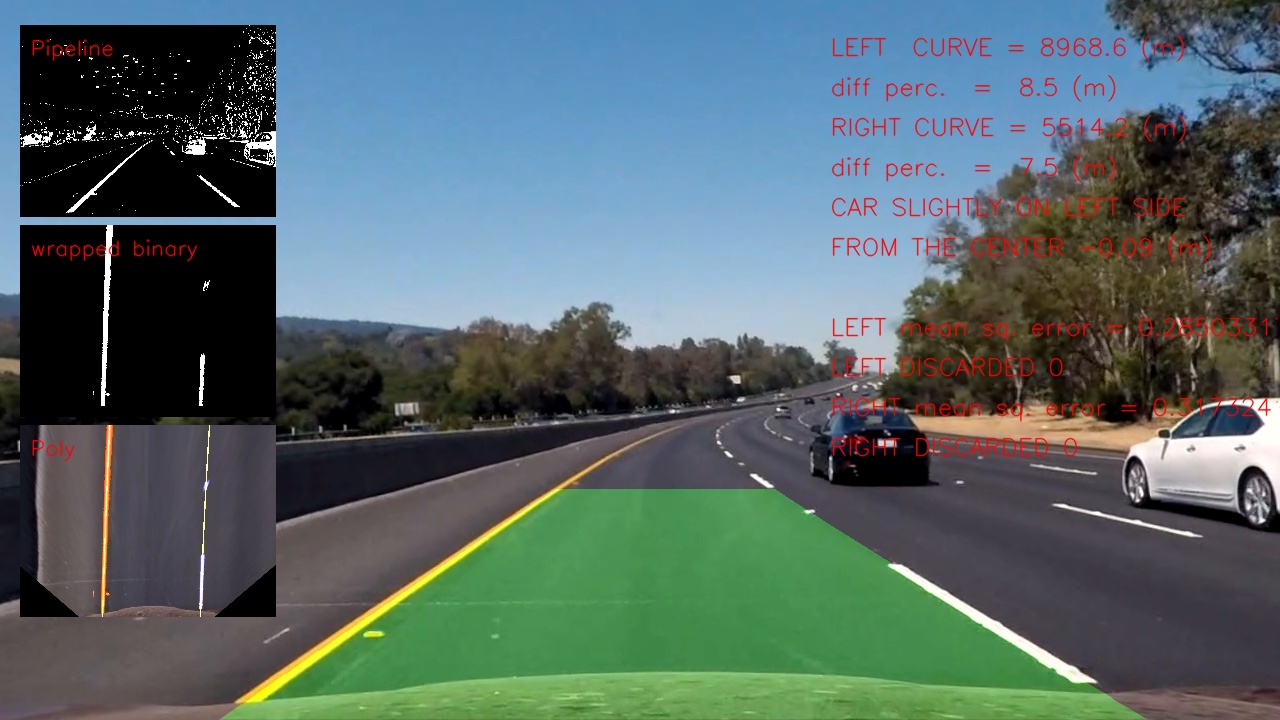 Pipeline
wrapped binary
Poly
LEFT CURVE = 8968.6 (m)
diff perc. = 8.5 (m)
RIGHT CURVE = 5514.2 (m)
diff perc. = 7.5 (m)
CAR SLIGHTLY ON LEFT SIDE
FROM THE CENTER -0.09 (m)
LEFT mean sq. error = 0.2850331
LEFT DISCARDED 0
RIGHT mean sq. error = 0.317324
RIGHT DISCARDED 0